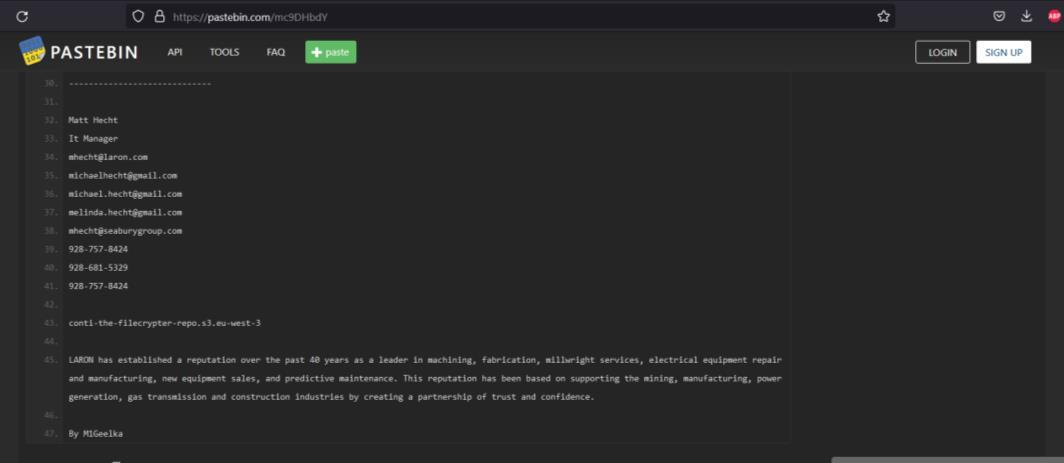 https://pastebin.com/mc9DHbdY
ABP
PASTEBIN
API
TOOLS
FAQ
+ paste
LOGIN
SIGN UP
30. -----------------------------
31.
32. Matt Hecht
33. It Manager
34. mhecht@laron.com
35. michaelhecht@gmail.com
36. michael.hecht@gmail.com
37. melinda.hecht@gmail.com
38. mhecht@seaburygroup.com
39. 928-757-8424
40. 928-681-5329
41. 928-757-8424
42.
43. conti-the-filecrypter-repo.s3.eu-west-3
44.
45. LARON has established a reputation over the past 40 years as a leader in machining, fabrication, millwright services, electrical equipment repair
and manufacturing, new equipment sales, and predictive maintenance. This reputation has been based on supporting the mining, manufacturing, power
generation, gas transmission and construction industries by creating a partnership of trust and confidence.
46.
47. By M1Geelka